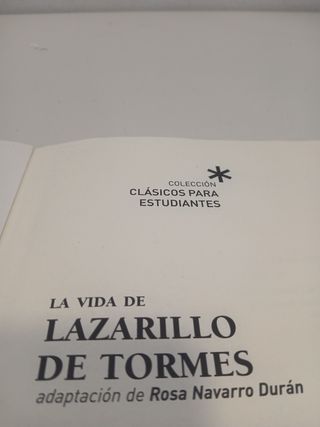 COLECCIÓN *
CLÁSICOS PARA
ESTUDIANTES
LA VIDA DE
LAZARILLO
DE TORMES
adaptación de Rosa Navarro Durán